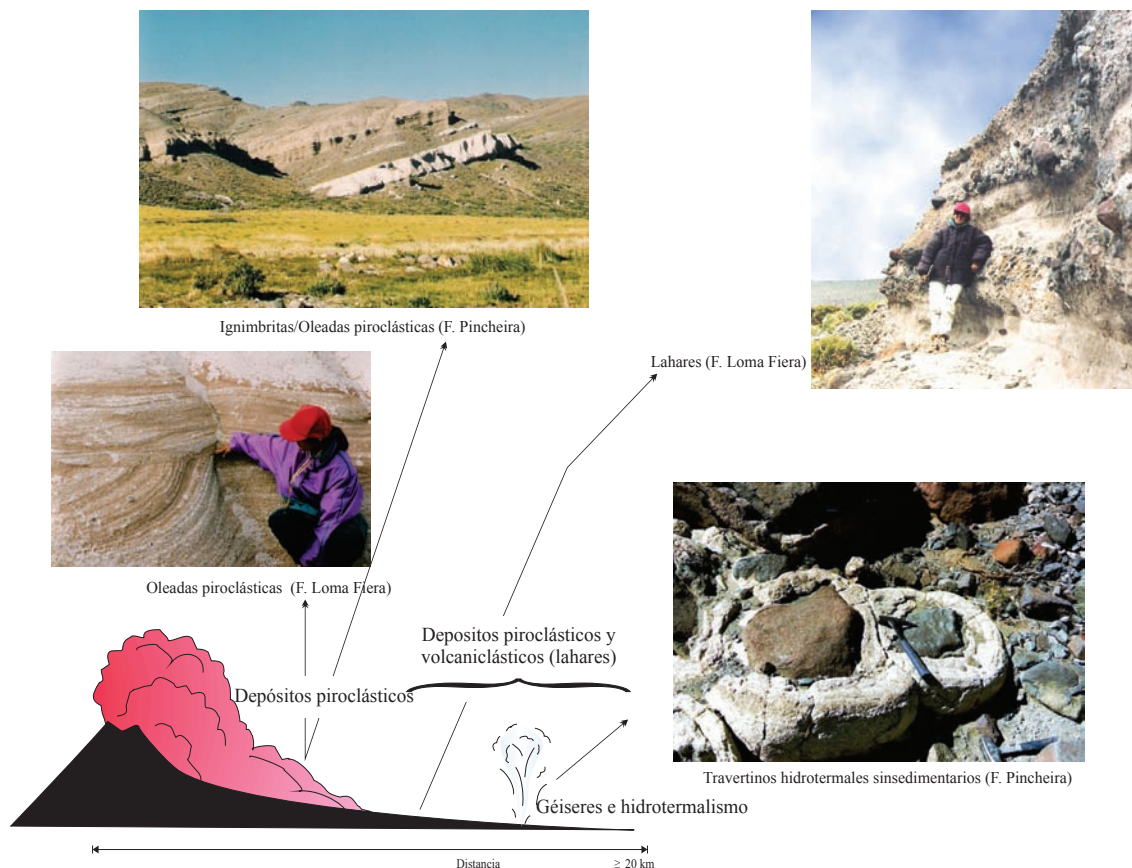 Ignimbritas/Oleadas piroclásticas (F. Pincheira)
Lahares (F. Loma Fiera)
Oleadas piroclásticas (F. Loma Fiera)
Depositos piroclásticos y
volcaniclásticos (lahares)
Depósitos piroclásticos
Travertinos hidrotermales sinsedimentarios (F. Pincheira)
Géiseres e hidrotermalismo
Distancia
≥ 20 km